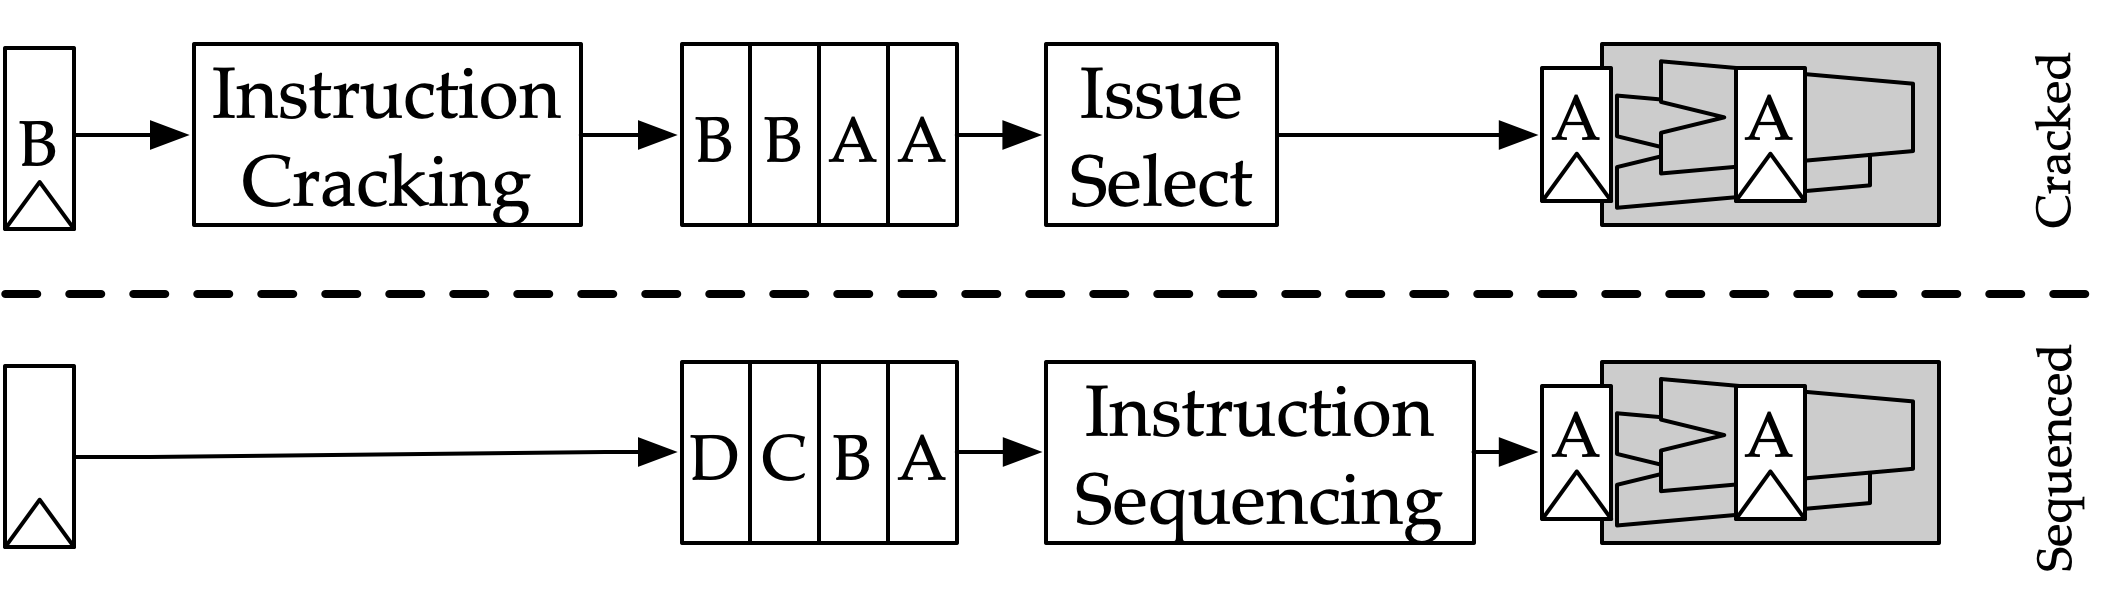 B
Instruction
Cracking
B B A A
Issue
Select
A A
Cracked
D C B A
Instruction
Sequencing
A A
Sequenced